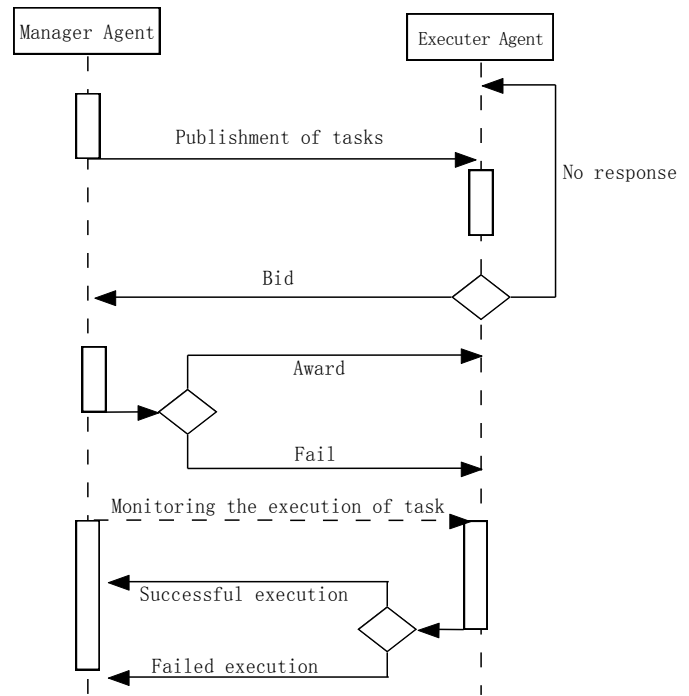 Manager Agent
Executer Agent
Publishment of tasks
No response
Bid
Award
Fail
Monitoring the execution of task
Successful execution
Failed execution